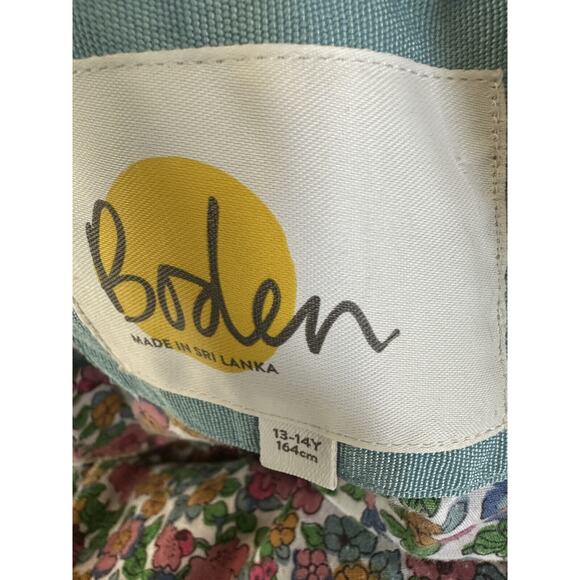 Boden
MADE IN SRI LANKA
13-14Y
164cm